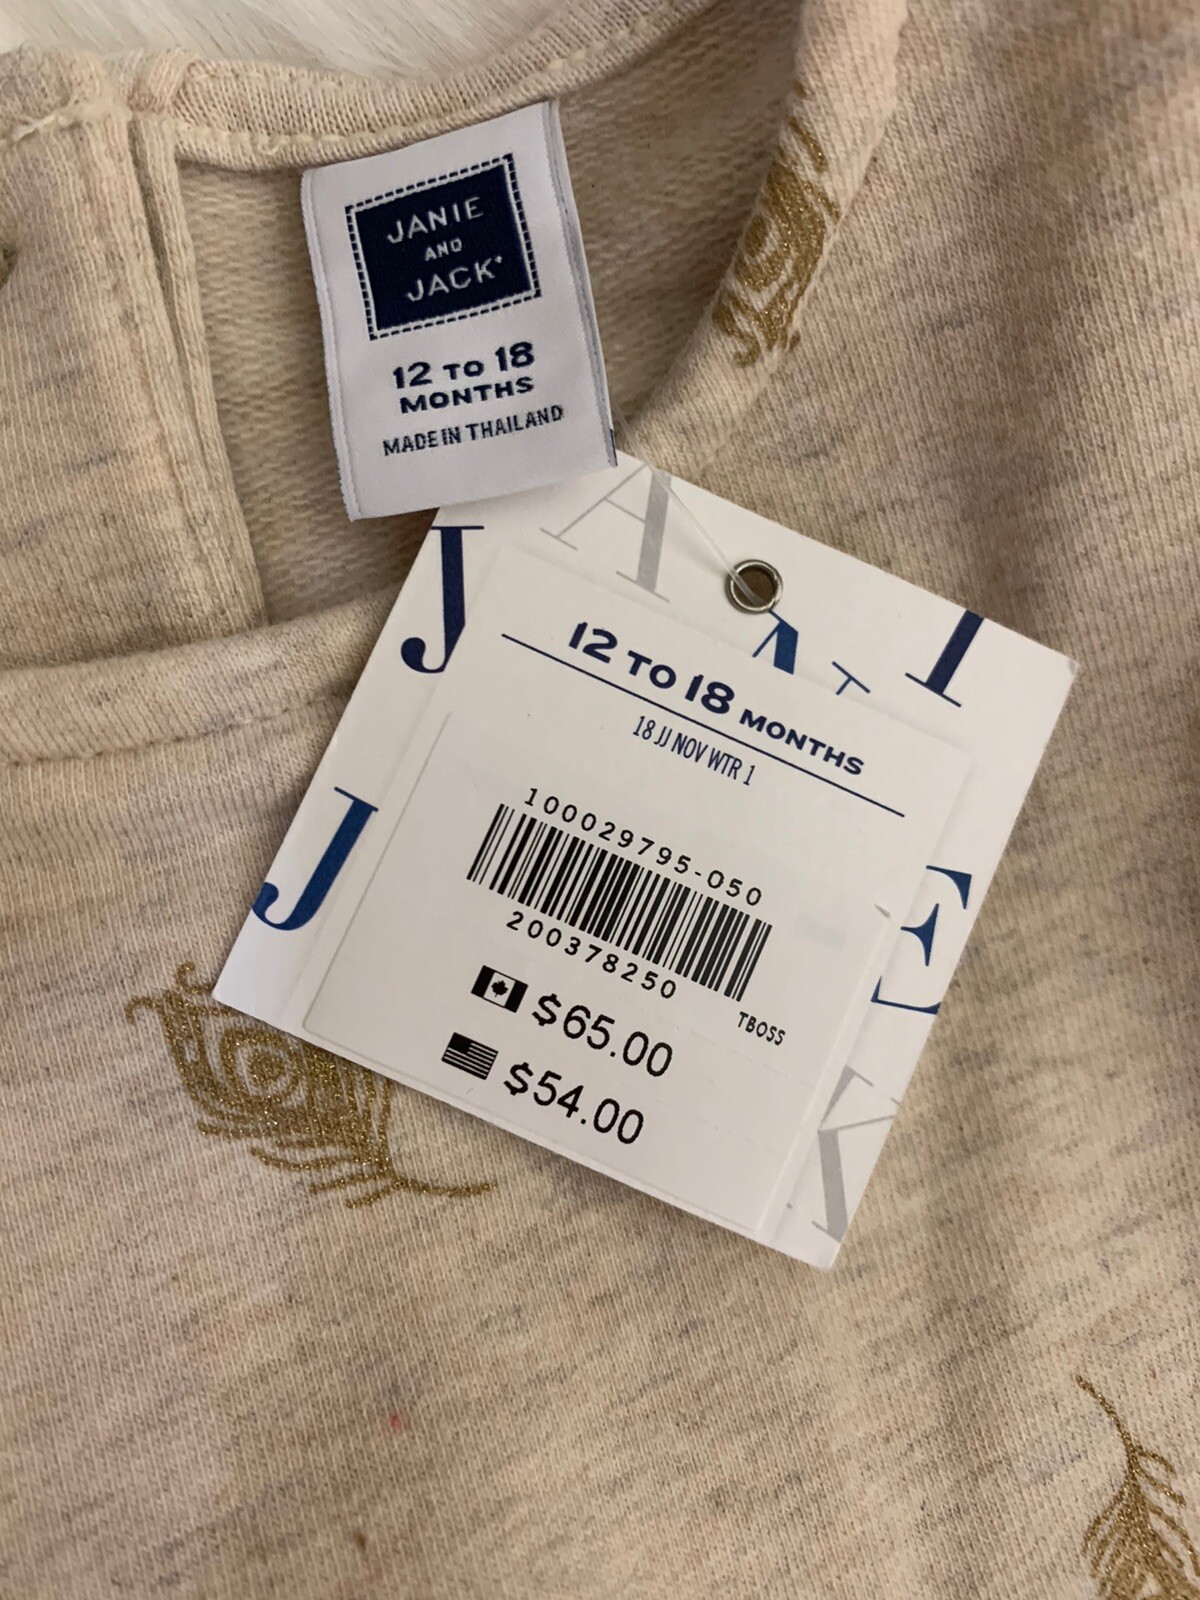 JANIE
AND
JACK
12 TO 18
MONTHS
MADE IN THAILAND
J
A
A
I
12 TO 18 MONTHS
18 JJ NOV WTR 1
100029795-050
200378250
TBOSS
$65.00
$54.00
J
E
K